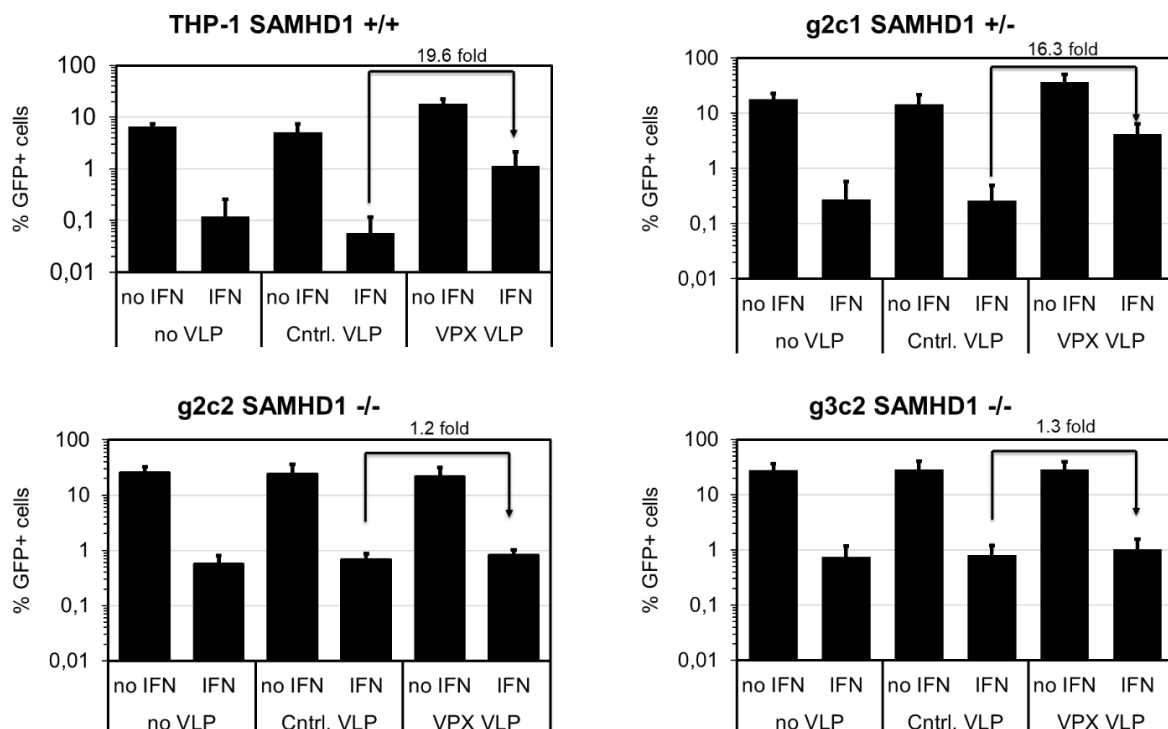 THP-1 SAMHD1 +/+
19.6 fold
% GFP+ cells
100
10
1
0,1
0,01
no IFN IFN no IFN IFN no IFN IFN
no VLP Cntrl. VLP VPX VLP
g2c1 SAMHD1 +/-
16.3 fold
% GFP+ cells
100
10
1
0,1
0,01
no IFN IFN no IFN IFN no IFN IFN
no VLP Cntrl. VLP VPX VLP
g2c2 SAMHD1 -/-
1.2 fold
% GFP+ cells
100
10
1
0,1
0,01
no IFN IFN no IFN IFN no IFN IFN
no VLP Cntrl. VLP VPX VLP
g3c2 SAMHD1 -/-
1.3 fold
% GFP+ cells
100
10
1
0,1
0,01
no IFN IFN no IFN IFN no IFN IFN
no VLP Cntrl. VLP VPX VLP